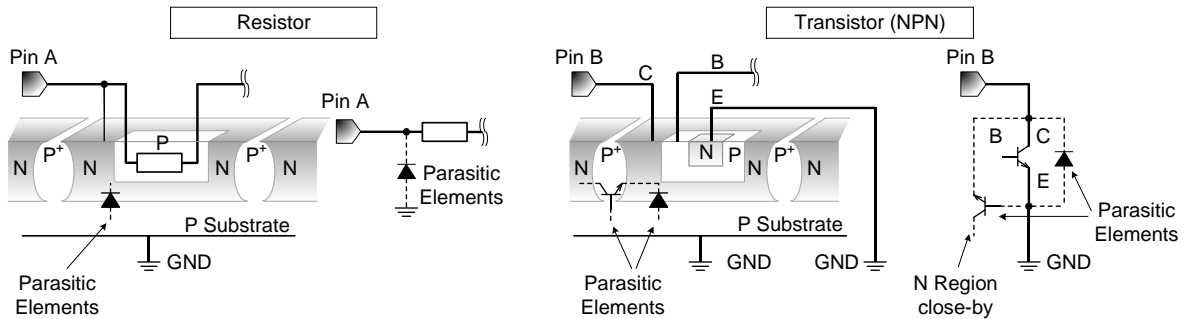 Resistor
Transistor (NPN)
Pin A
Pin A
N
P+
N
P
N
P+
N
Parasitic
Elements
P Substrate
GND
Parasitic
Elements
Pin B
C
B
E
N
P+
N
N
P
P+
N
P Substrate
GND
GND
Parasitic
Elements
Pin B
B
C
E
Parasitic
Elements
GND
N Region
close-by